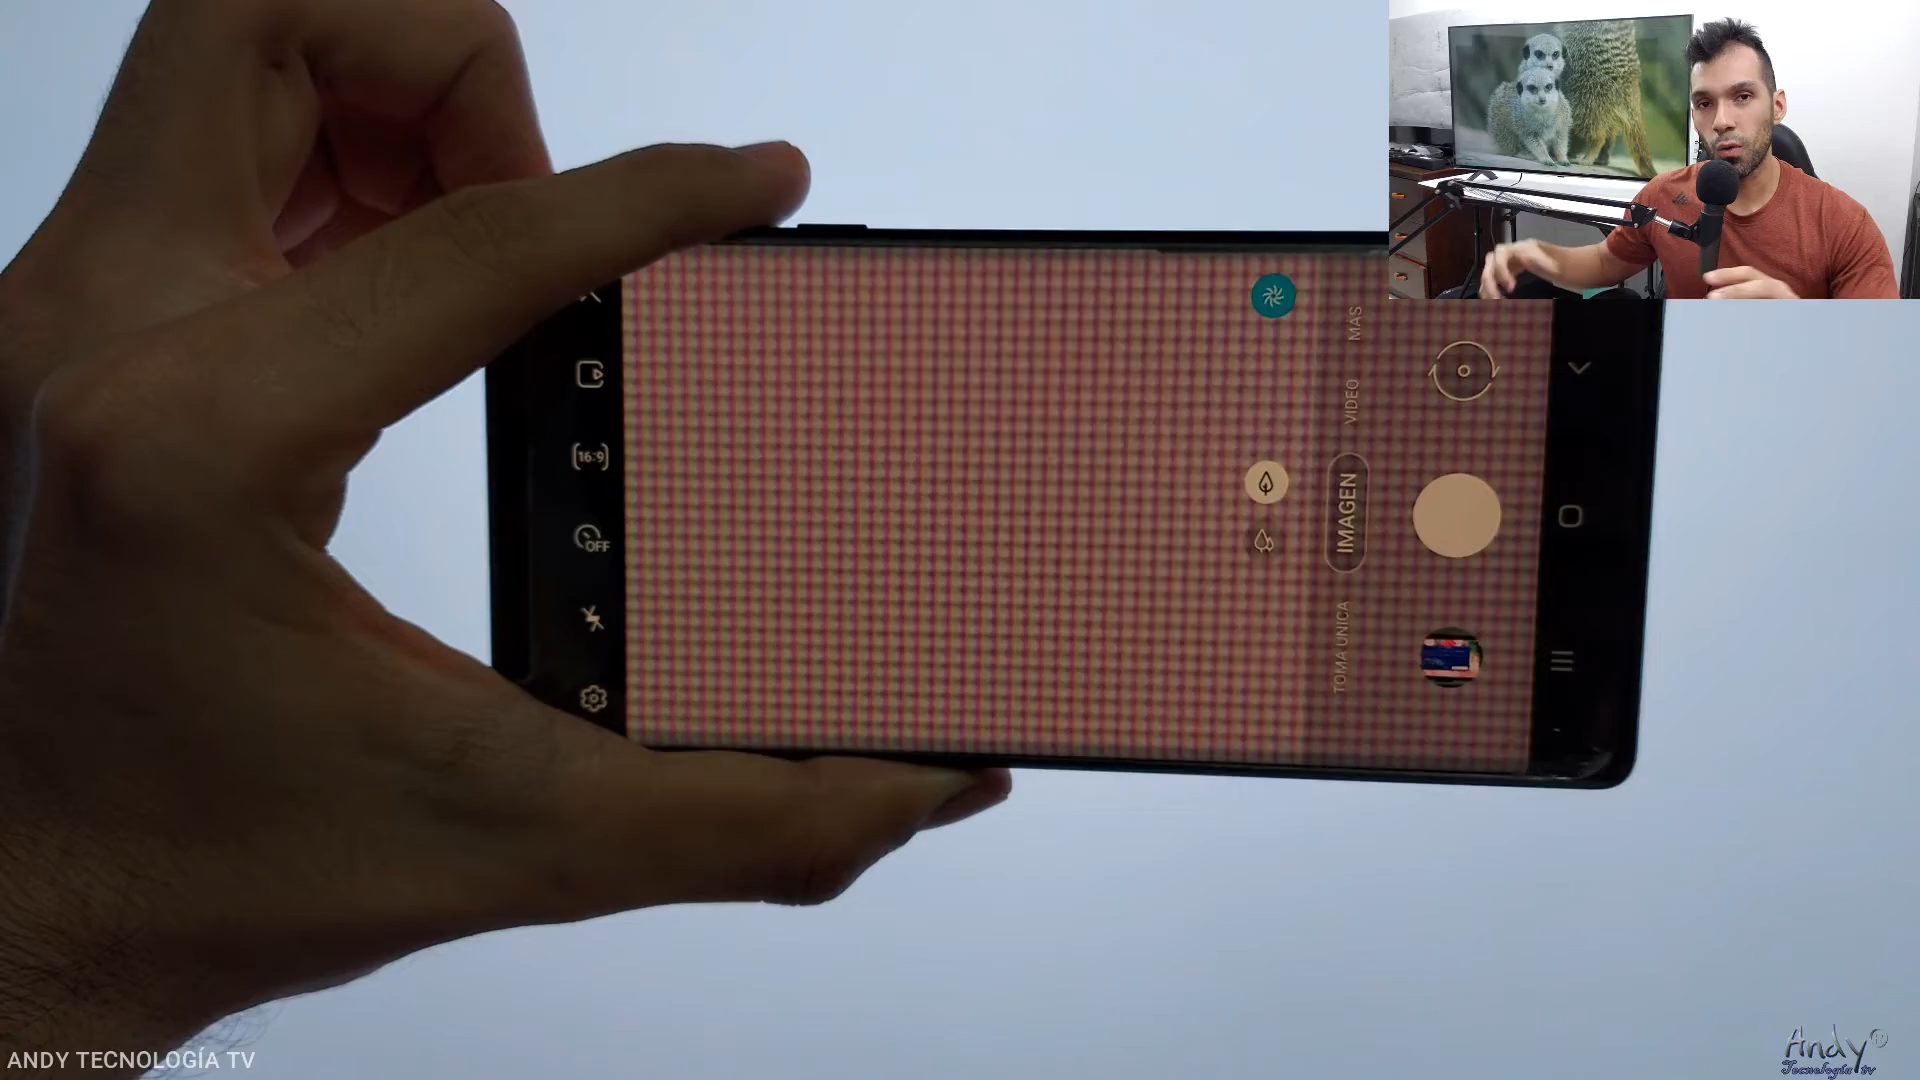 MÁS
VIDEO
IMAGEN
TOMA ÚNICA
16:9
OFF
ANDY TECNOLOGÍA TV
Andy
Tecnología tv